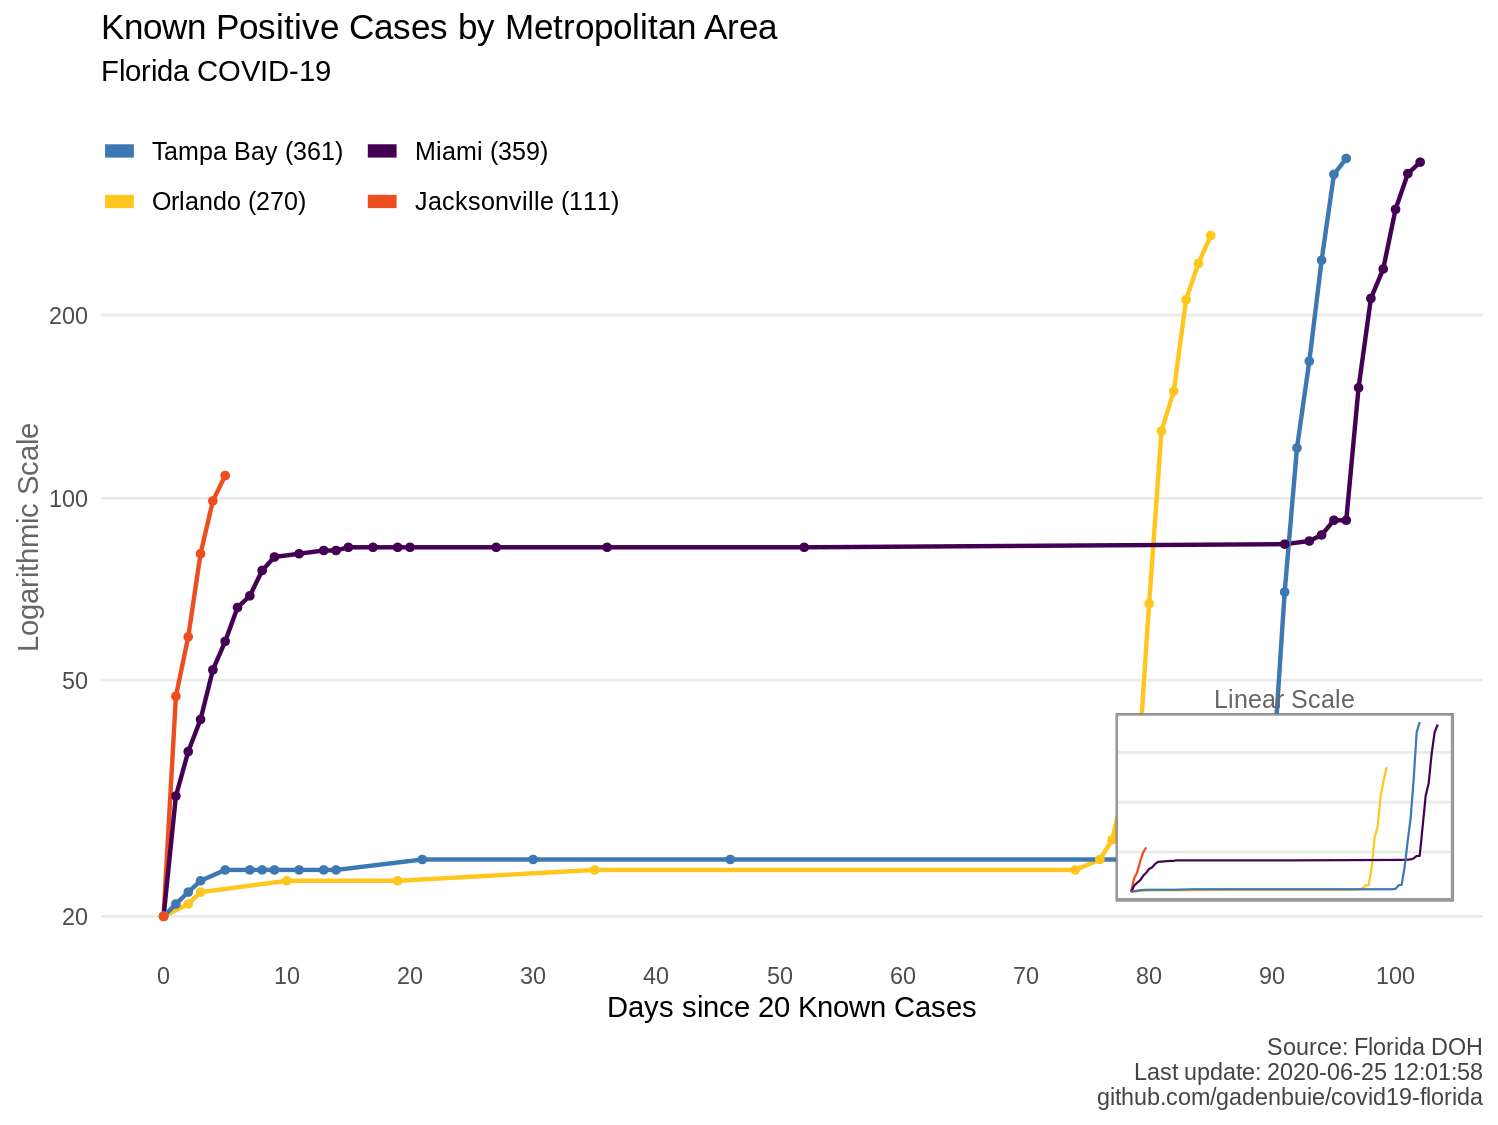 Known Positive Cases by Metropolitan Area
Florida COVID-19
Tampa Bay (361) Miami (359)
Orlando (270) Jacksonville (111)
Logarithmic Scale
200
100
50
20
Linear Scale
0 10 20 30 40 50 60 70 80 90 100
Days since 20 Known Cases
Source: Florida DOH
Last update: 2020-06-25 12:01:58
github.com/gadenbuie/covid19-florida